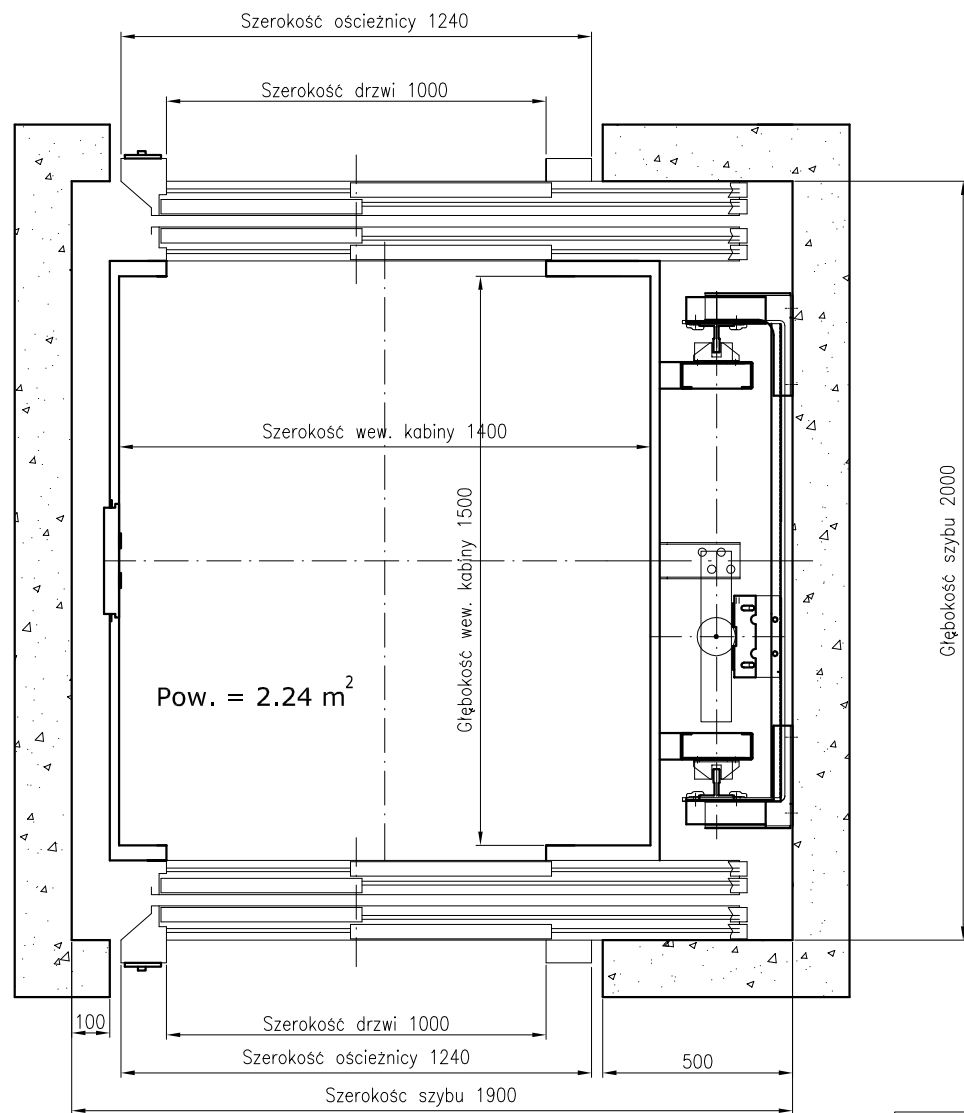 Szerokość ościeżnicy 1240
Szerokość drzwi 1000
Szerokość wew. kabiny 1400
Głębokość wew. kabiny 1500
Głębokość szybu 2000
Pow. = 2.24 m²
100
Szerokość drzwi 1000
Szerokość ościeżnicy 1240
500
Szerokośc szybu 1900